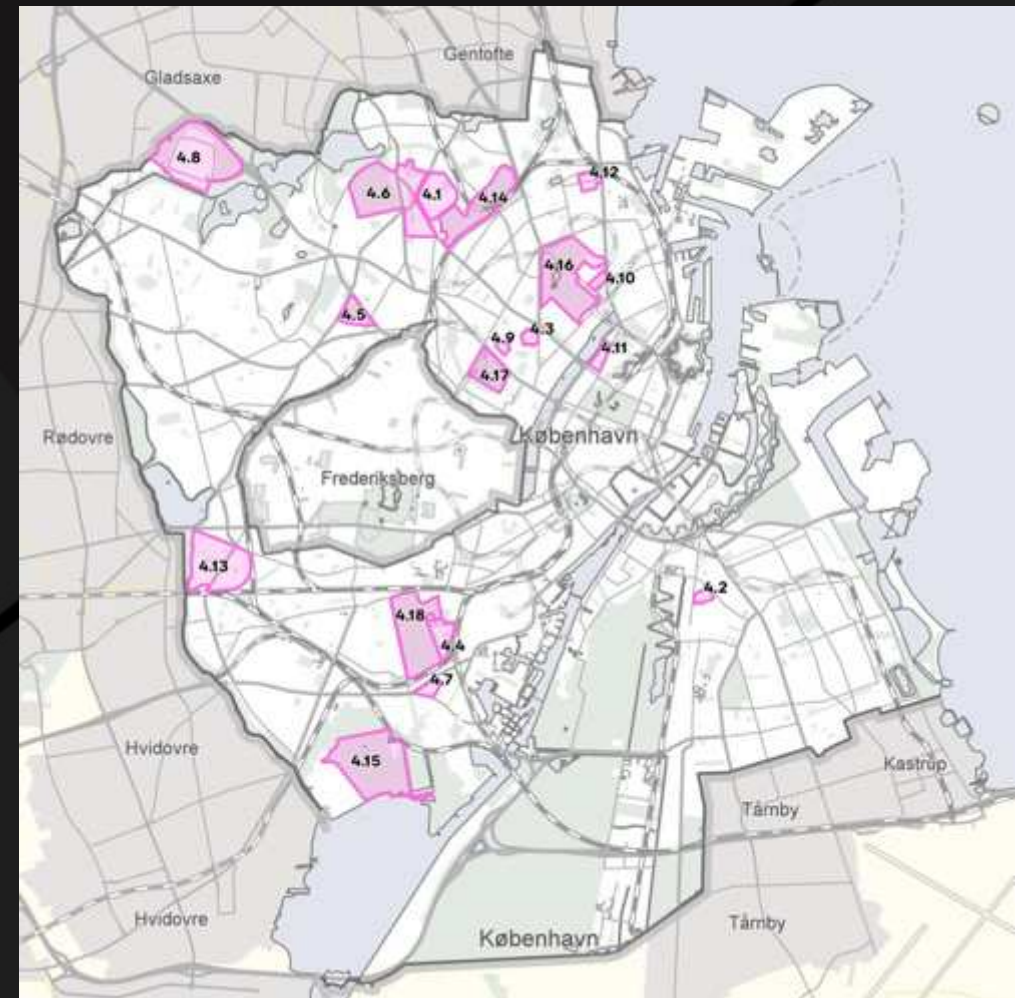 Gentofte
Gladsaxe
4.8
4.12
4.6
4.1
4.14
4.16
4.10
4.5
4.3
4.9
4.11
4.17
Rødovre
København
Frederiksberg
4.13
4.2
4.18
4.4
4.7
Hvidovre
4.15
Kastrup
Tårnby
Hvidovre
Tårnby
København